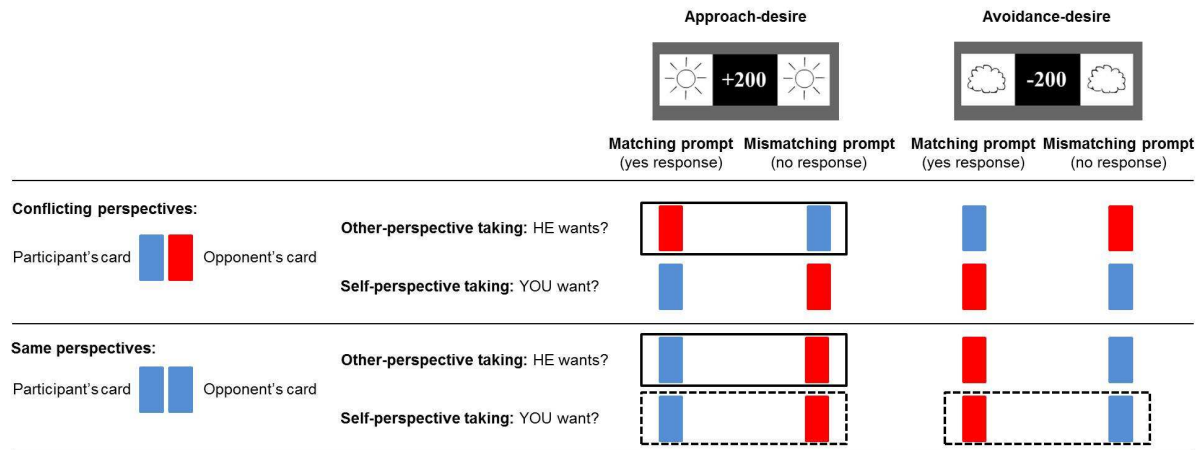 Approach-desire Avoidance-desire
+200 -200
Matching prompt Mismatching prompt Matching prompt Mismatching prompt
(yes response) (no response) (yes response) (no response)
Conflicting perspectives:
Other-perspective taking: HE wants?
Participant's card Opponent's card
Self-perspective taking: YOU want?
Same perspectives:
Other-perspective taking: HE wants?
Participant's card Opponent's card
Self-perspective taking: YOU want?